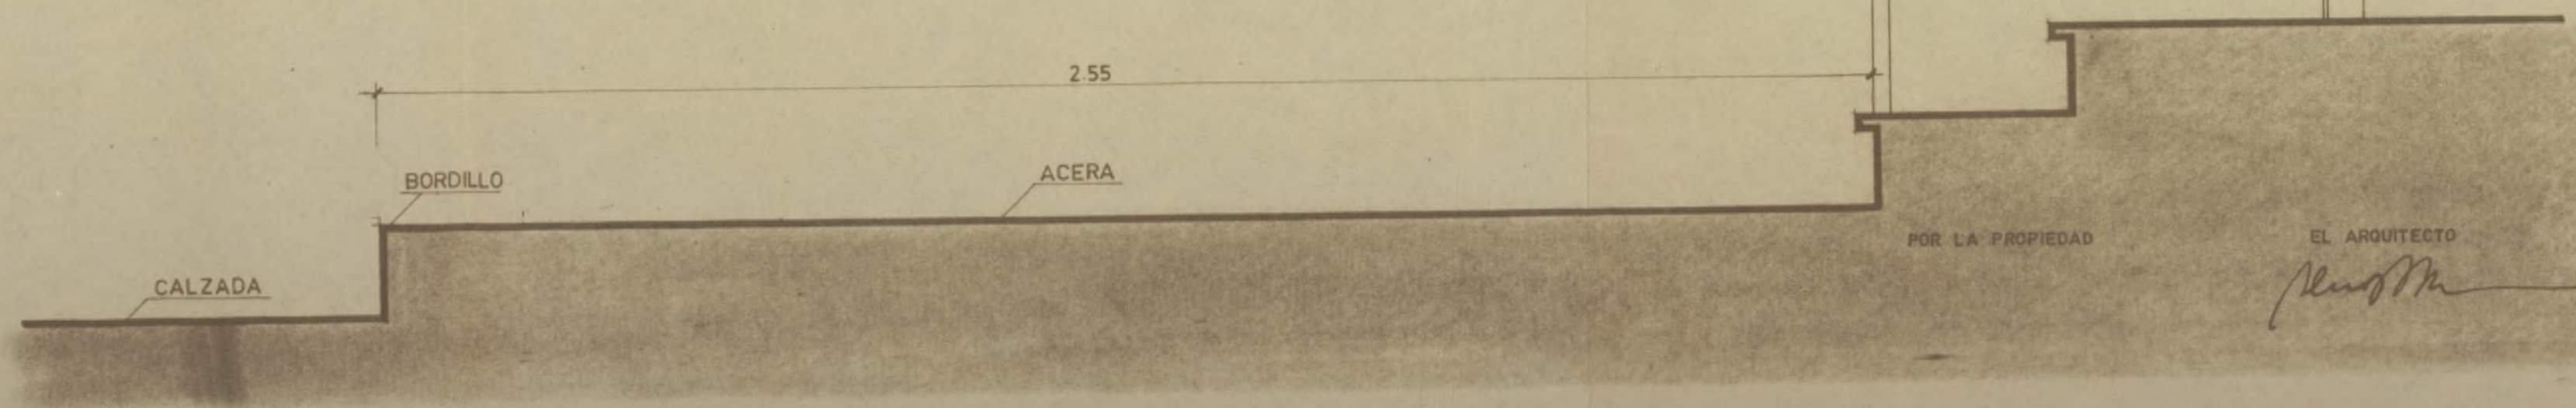 2.55
BORDILLO
ACERA
CALZADA
POR LA PROPIEDAD
EL ARQUITECTO